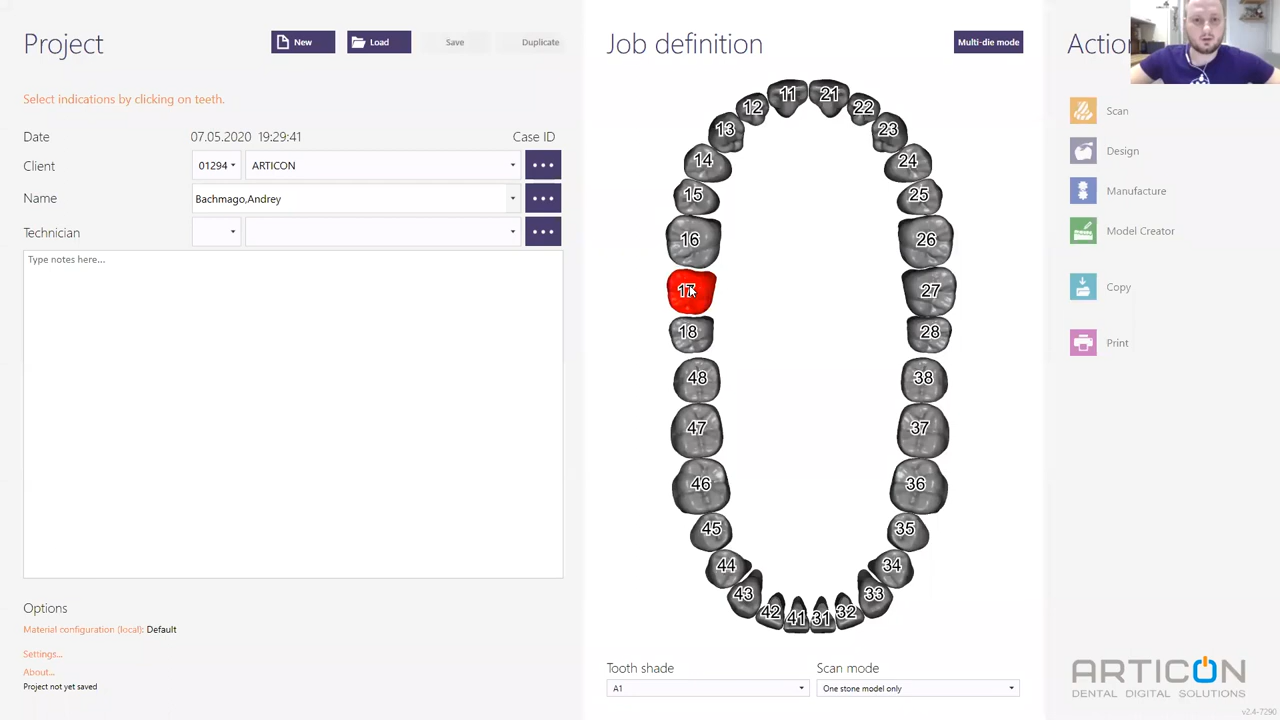 Project
New
Load
Save
Duplicate
Select indications by clicking on teeth.
Date
07.05.2020 19:29:41
Case ID
Client
01294
ARTICON
Name
Bachmago,Andrey
Technician
Type notes here...
Options
Material configuration (local): Default
Settings...
About...
Project not yet saved
Job definition
Multi-die mode
11
21
12
22
13
23
14
24
15
25
16
26
17
27
18
28
48
38
47
37
46
36
45
35
44
34
43
33
42
41
31
32
Tooth shade
A1
Scan mode
One stone model only
Scan
Design
Manufacture
Model Creator
Copy
Print
ARTICON
DENTAL DIGITAL SOLUTIONS
v2.4-7290